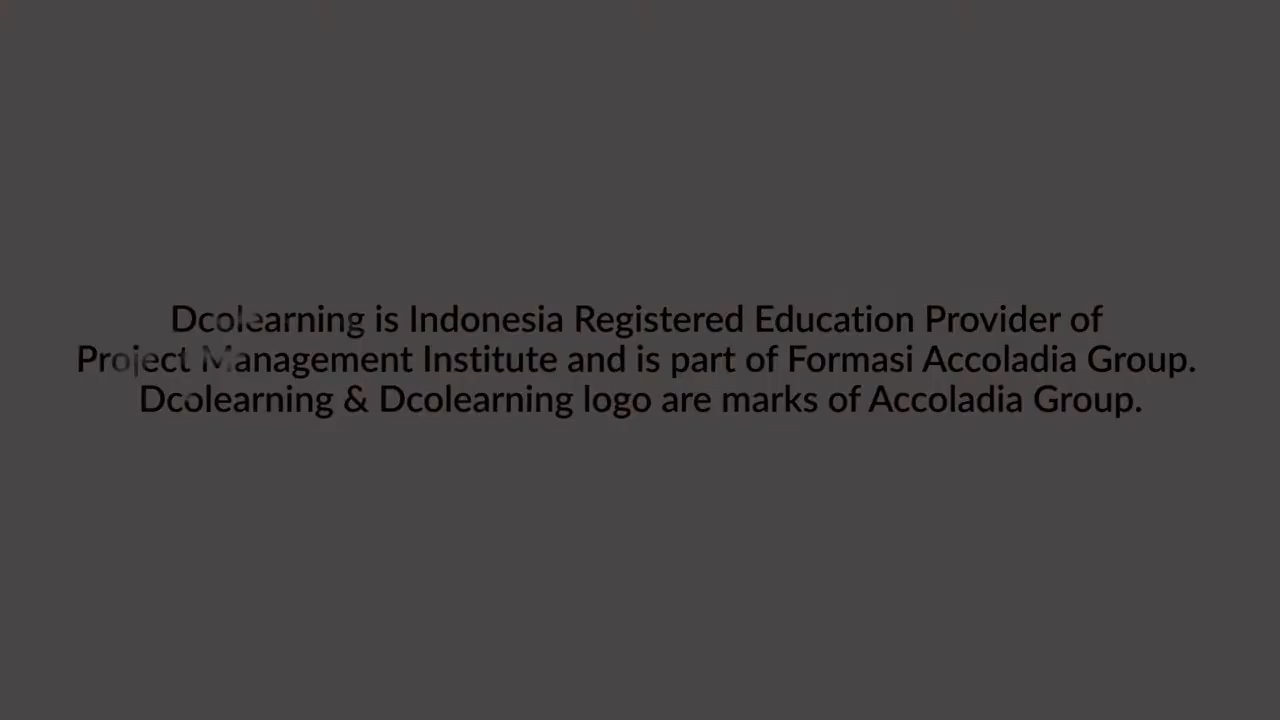 Dcolearning is Indonesia Registered Education Provider of
Project Management Institute and is part of Formasi Accoladia Group.
Dcolearning & Dcolearning logo are marks of Accoladia Group.